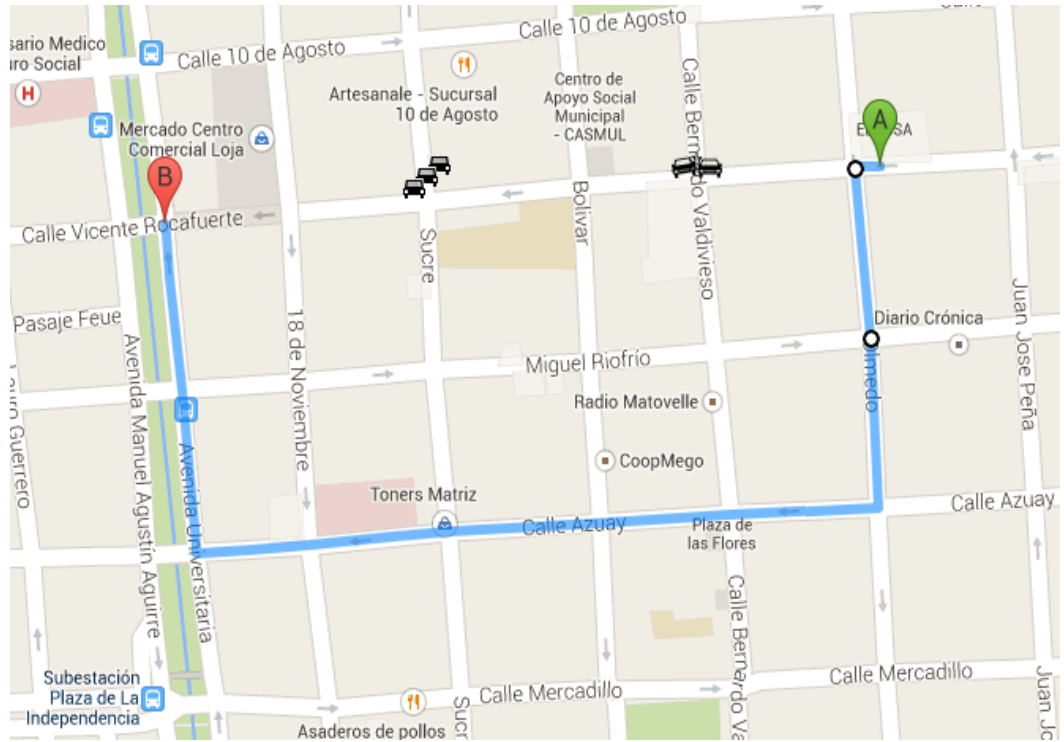 Calle 10 de Agosto
Calle 10 de Agosto
sario Medico
uro Social
H
Artesanale - Sucursal
10 de Agosto
Centro de
Apoyo Social
Municipal
- CASMUL
Calle Bernardo Valdivieso
A
Mercado Centro
Comercial Loja
B
Calle Vicente Rocafuerte
Bolivar
Sucre
Juan Jose Peña
Pasaje Feue
18 de Noviembre
Diario Crónica
Miguel Riofrío
Olmedo
Radio Matovelle
Avenida Manuel Agustín Aguirre
Avenida Universitaria
auro Guerrero
CoopMego
Toners Matriz
Calle Azuay
Calle Azuay
Plaza de
las Flores
Calle Bernardo Va
Subestación
Plaza de La
Independencia
Calle Mercadillo
Calle Mercadillo
Sucr
Juan Jo
Asaderos de pollos